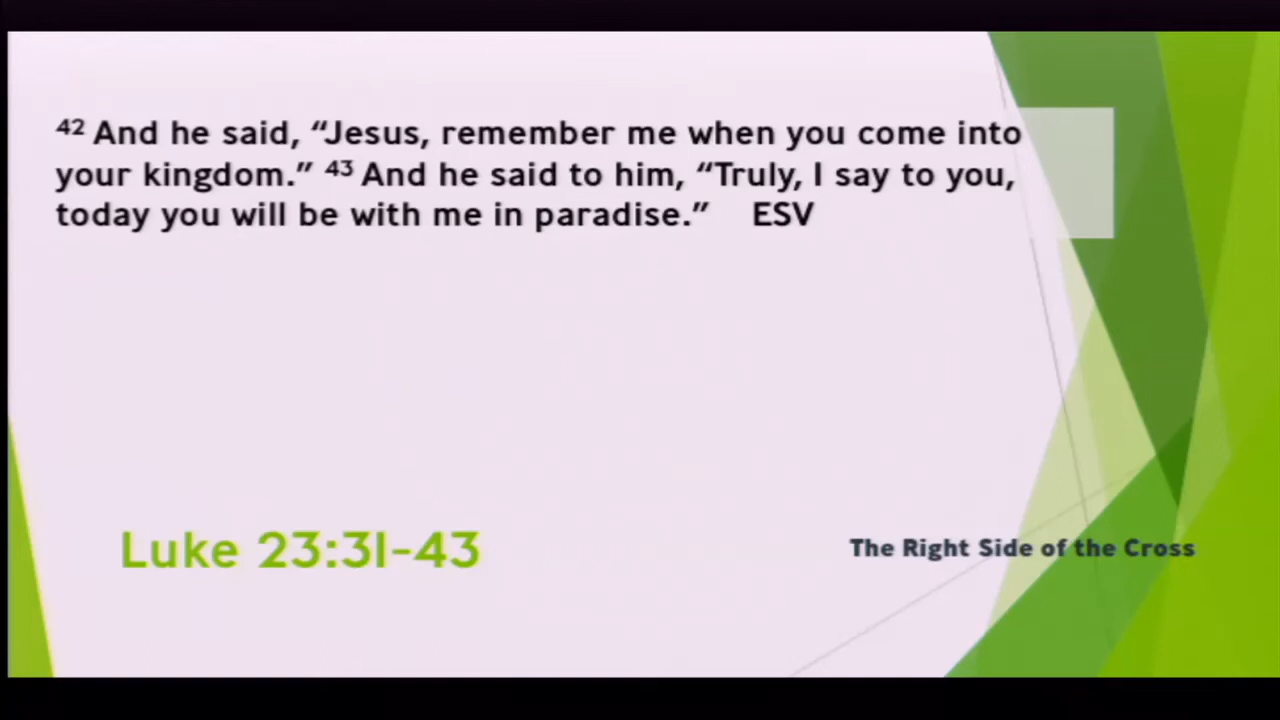 ⁴² And he said, “Jesus, remember me when you come into
your kingdom.” ⁴³ And he said to him, “Truly, I say to you,
today you will be with me in paradise.” ESV
Luke 23:31-43
The Right Side of the Cross